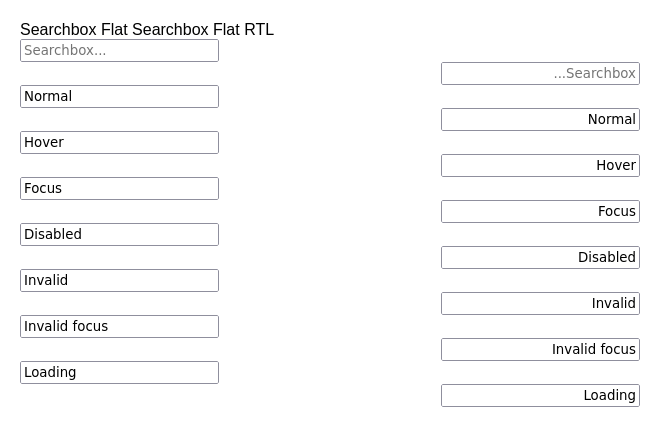 Searchbox Flat Searchbox Flat RTL
Searchbox...
...Searchbox
Normal
Normal
Hover
Hover
Focus
Focus
Disabled
Disabled
Invalid
Invalid
Invalid focus
Invalid focus
Loading
Loading